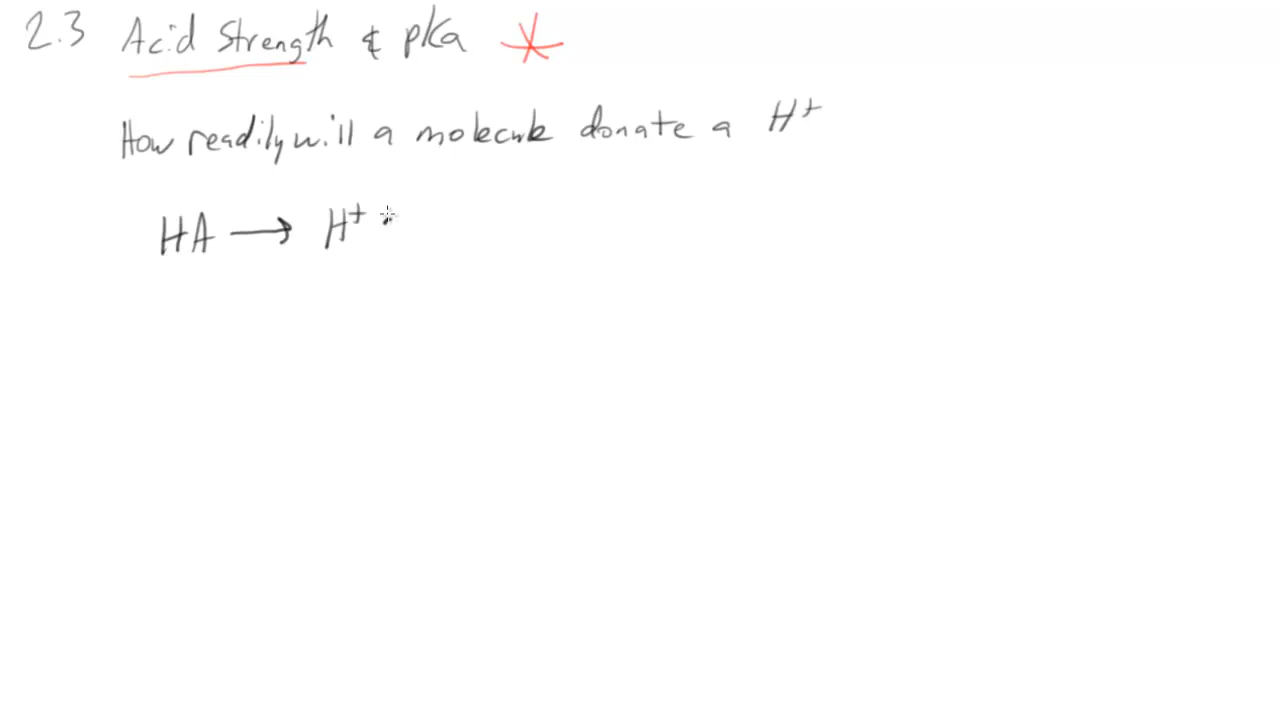 2.3 Acid Strength & pKa *
How readily will a molecule donate a H⁺
HA → H⁺